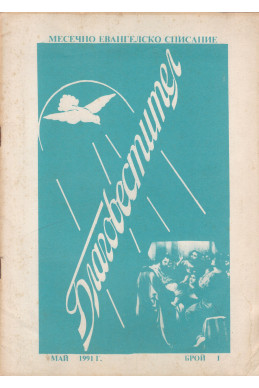 МЕСЕЧНО ЕВАНГЕЛСКО СПИСАНИЕ
Благовестител
МАЙ 1991 Г. БРОЙ 1